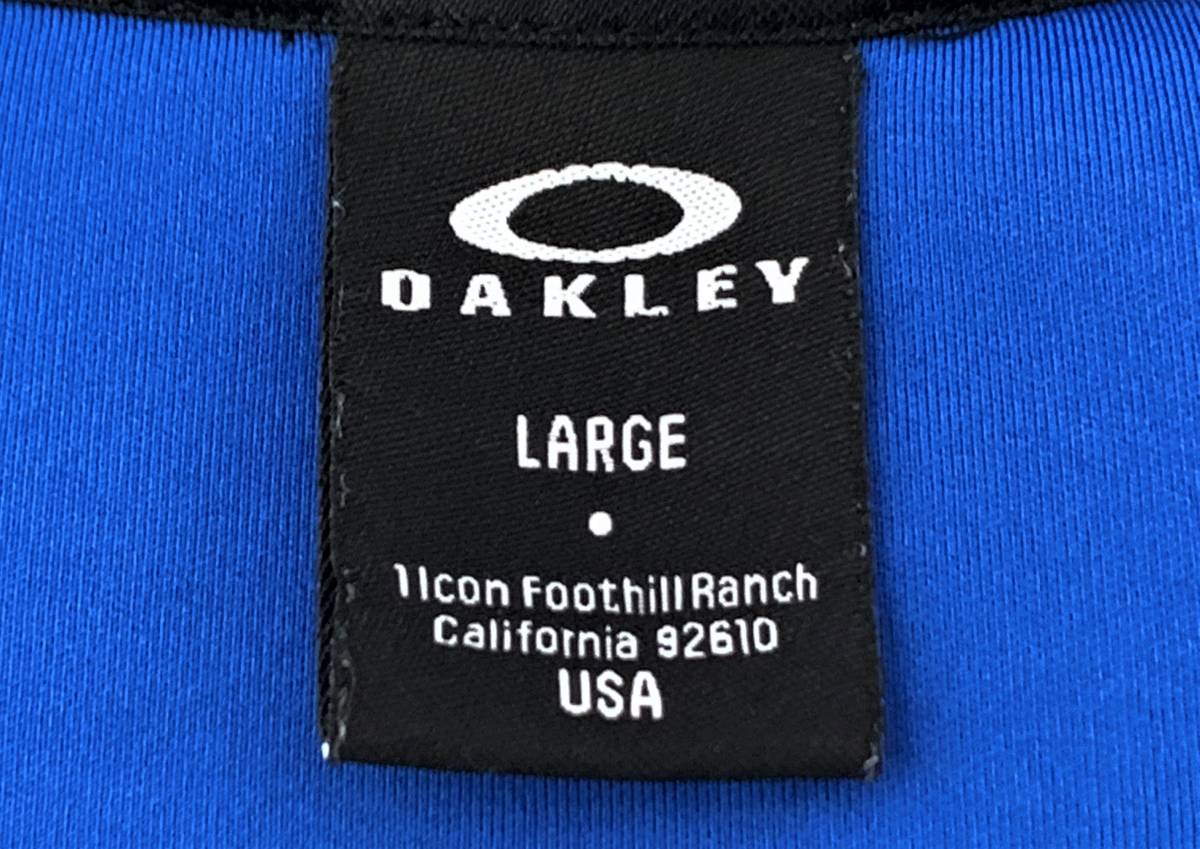 OAKLEY
LARGE
1 Icon Foothill Ranch
California 92610
USA